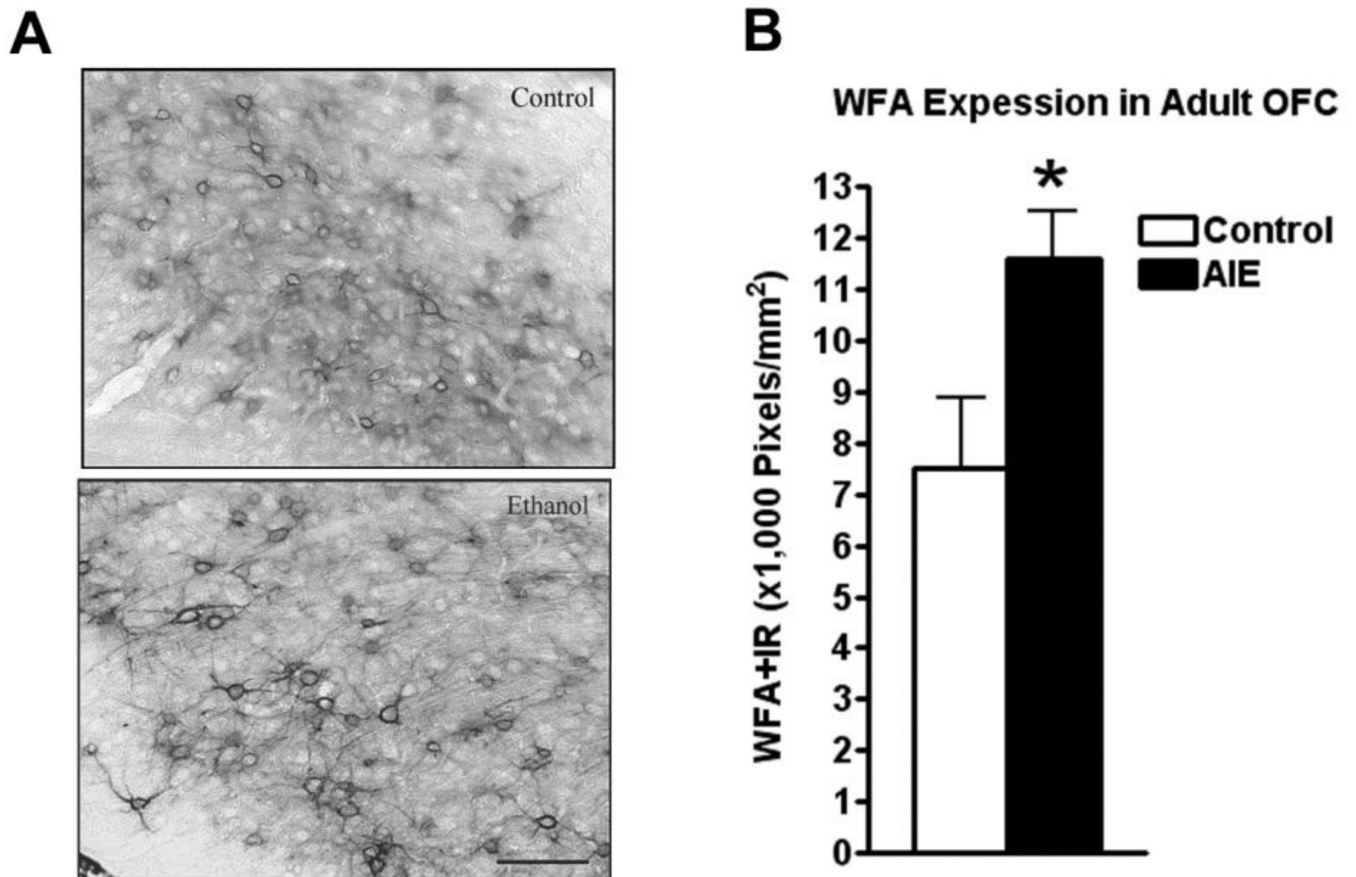 A
Control
Ethanol
B
WFA Expession in Adult OFC
*
WFA+IR (x1,000 Pixels/mm²)
13
12
11
10
9
8
7
6
5
4
3
2
1
0
Control
AIE